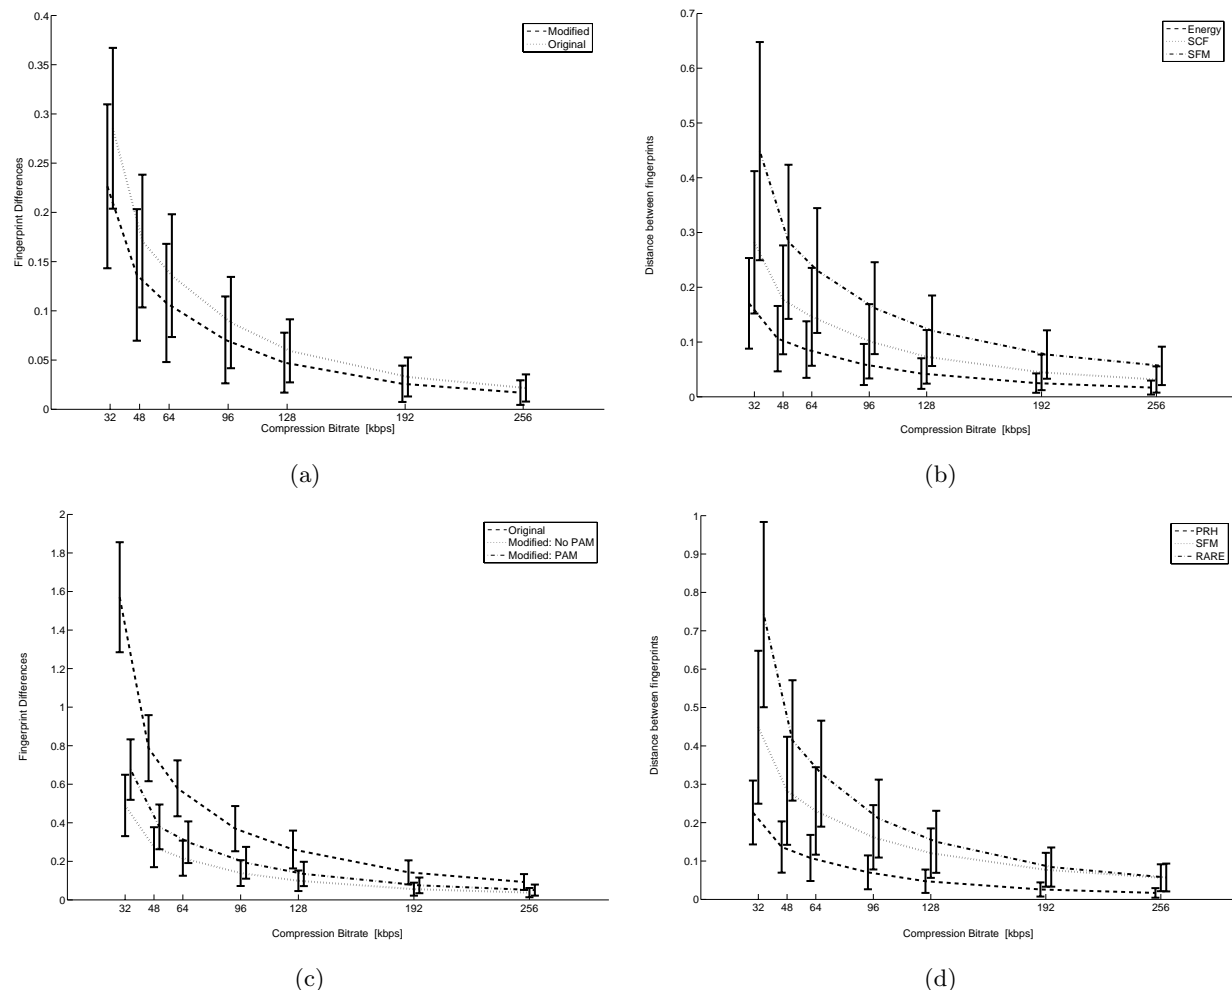 0.4
0.35
0.3
0.25
0.2
0.15
0.1
0.05
0
Fingerprint Differences
Modified
Original
32 48 64 96 128 192 256
Compression Bitrate [kbps]
(a)
0.7
0.6
0.5
0.4
0.3
0.2
0.1
0
Distance between fingerprints
Energy
SCF
SFM
32 48 64 96 128 192 256
Compression Bitrate [kbps]
(b)
2
1.8
1.6
1.4
1.2
1
0.8
0.6
0.4
0.2
0
Fingerprint Differences
Original
Modified: No PAM
Modified: PAM
32 48 64 96 128 192 256
Compression Bitrate [kbps]
(c)
1
0.9
0.8
0.7
0.6
0.5
0.4
0.3
0.2
0.1
0
Distance between fingerprints
PRH
SFM
RARE
32 48 64 96 128 192 256
Compression Bitrate [kbps]
(d)